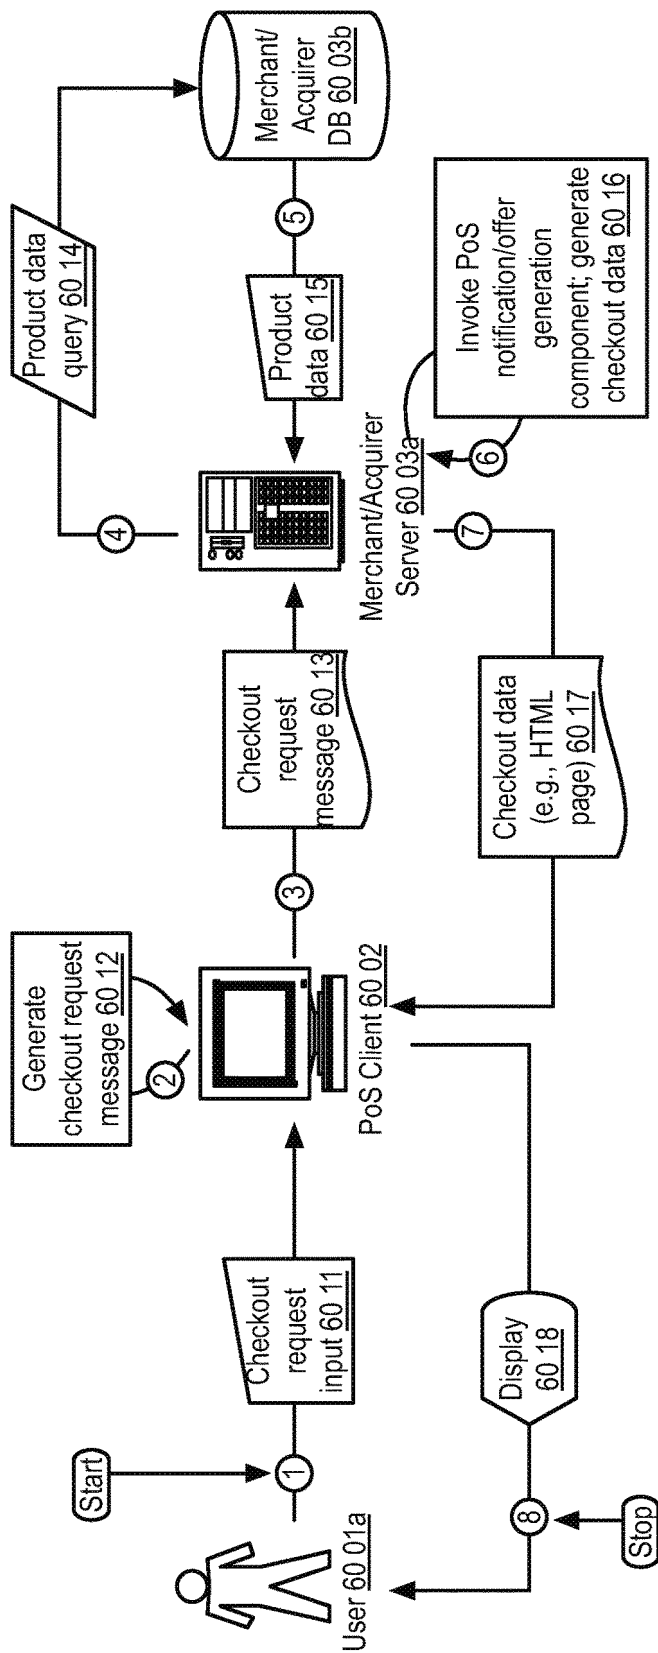 Start
1
User 60 01a
Checkout
request
input 60 11
Generate
checkout request
message 60 12
2
PoS Client 60 02
3
Checkout
request
message 60 13
4
Product data
query 60 14
Merchant/
Acquirer
DB 60 03b
5
Product
data 60 15
Merchant/Acquirer
Server 60 03a
6
Invoke PoS
notification/offer
generation
component; generate
checkout data 60 16
7
Checkout data
(e.g., HTML
page) 60 17
Display
60 18
8
Stop